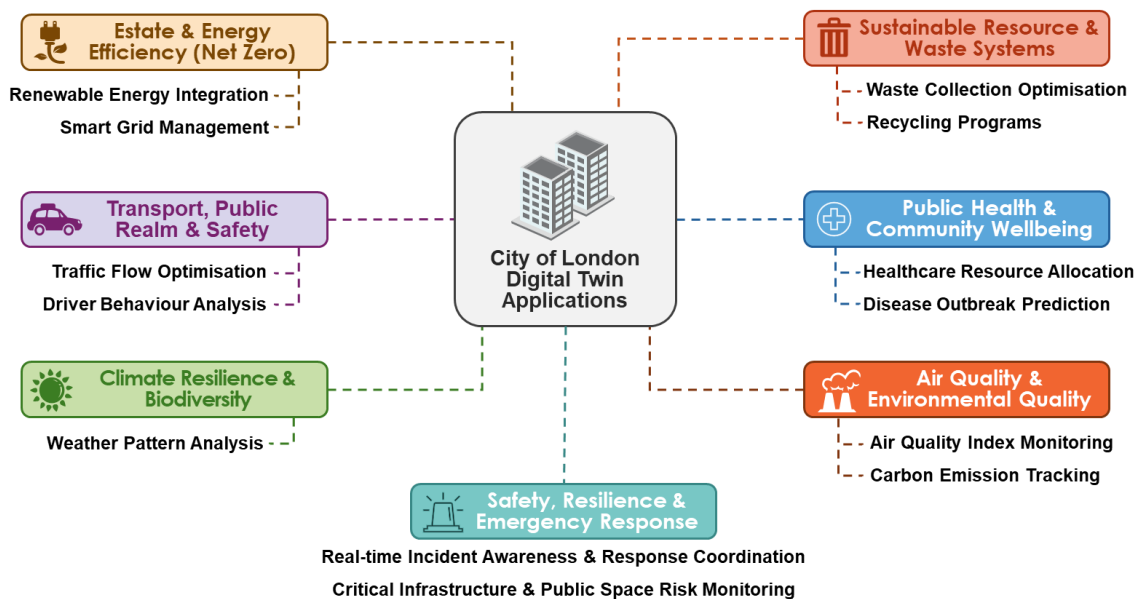 Estate & Energy
Efficiency (Net Zero)
Renewable Energy Integration
Smart Grid Management
Sustainable Resource &
Waste Systems
Waste Collection Optimisation
Recycling Programs
City of London
Digital Twin
Applications
Transport, Public
Realm & Safety
Traffic Flow Optimisation
Driver Behaviour Analysis
Public Health &
Community Wellbeing
Healthcare Resource Allocation
Disease Outbreak Prediction
Climate Resilience &
Biodiversity
Weather Pattern Analysis
Air Quality &
Environmental Quality
Air Quality Index Monitoring
Carbon Emission Tracking
Safety, Resilience &
Emergency Response
Real-time Incident Awareness & Response Coordination
Critical Infrastructure & Public Space Risk Monitoring